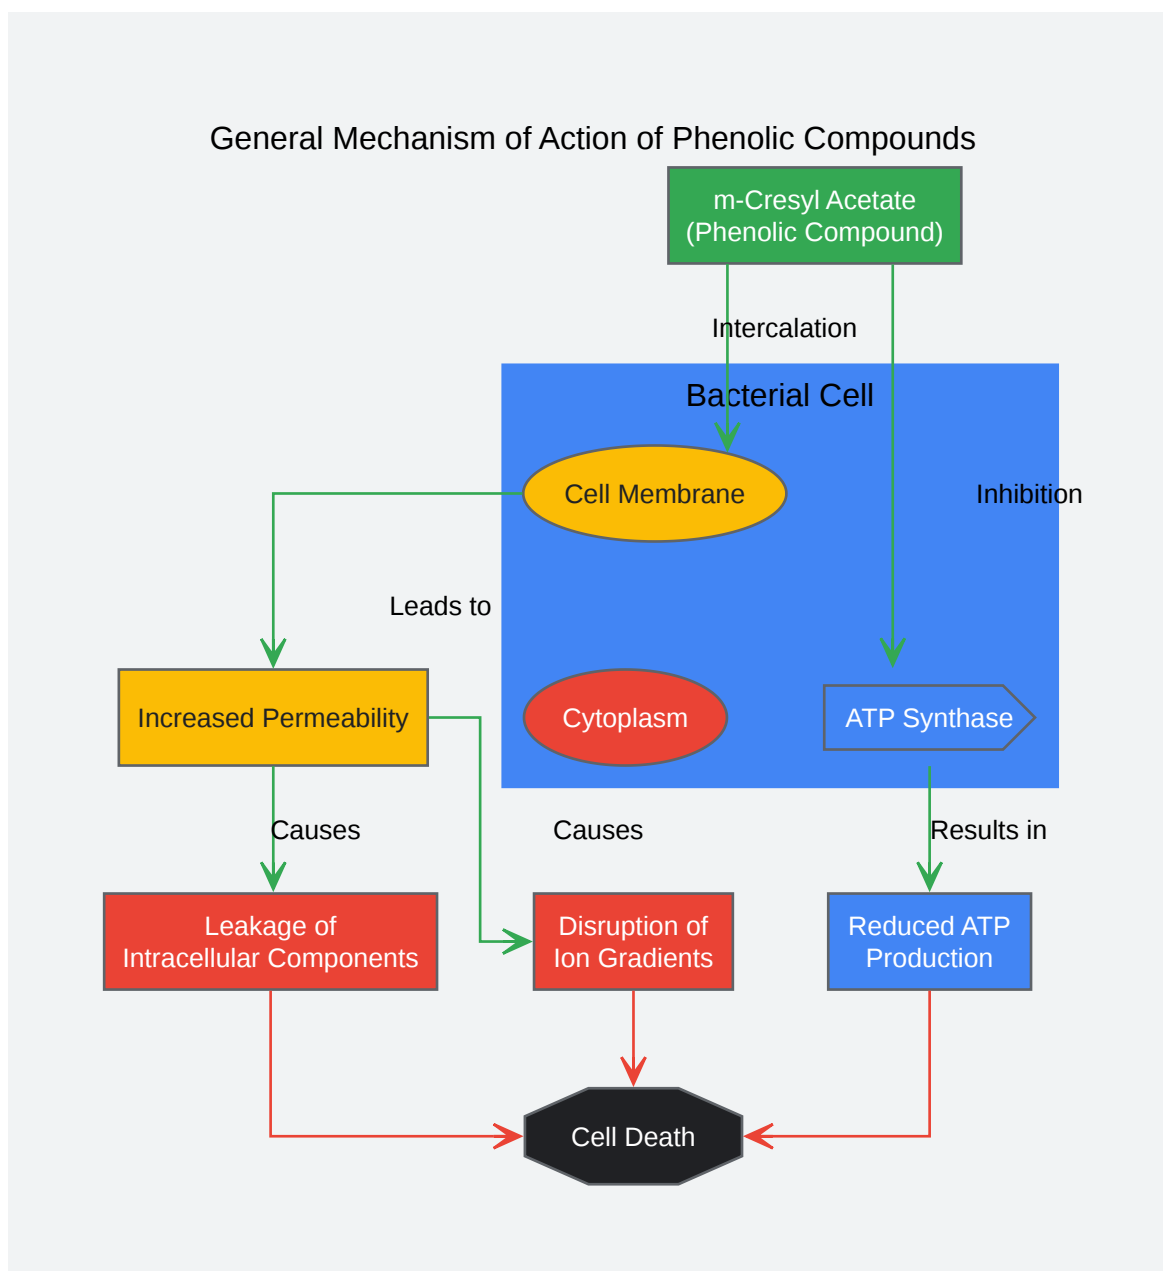 General Mechanism of Action of Phenolic Compounds
m-Cresyl Acetate
(Phenolic Compound)
Intercalation
Bacterial Cell
Cell Membrane
Inhibition
Leads to
Increased Permeability
Cytoplasm
ATP Synthase
Causes
Causes
Results in
Leakage of
Intracellular Components
Disruption of
Ion Gradients
Reduced ATP
Production
Cell Death